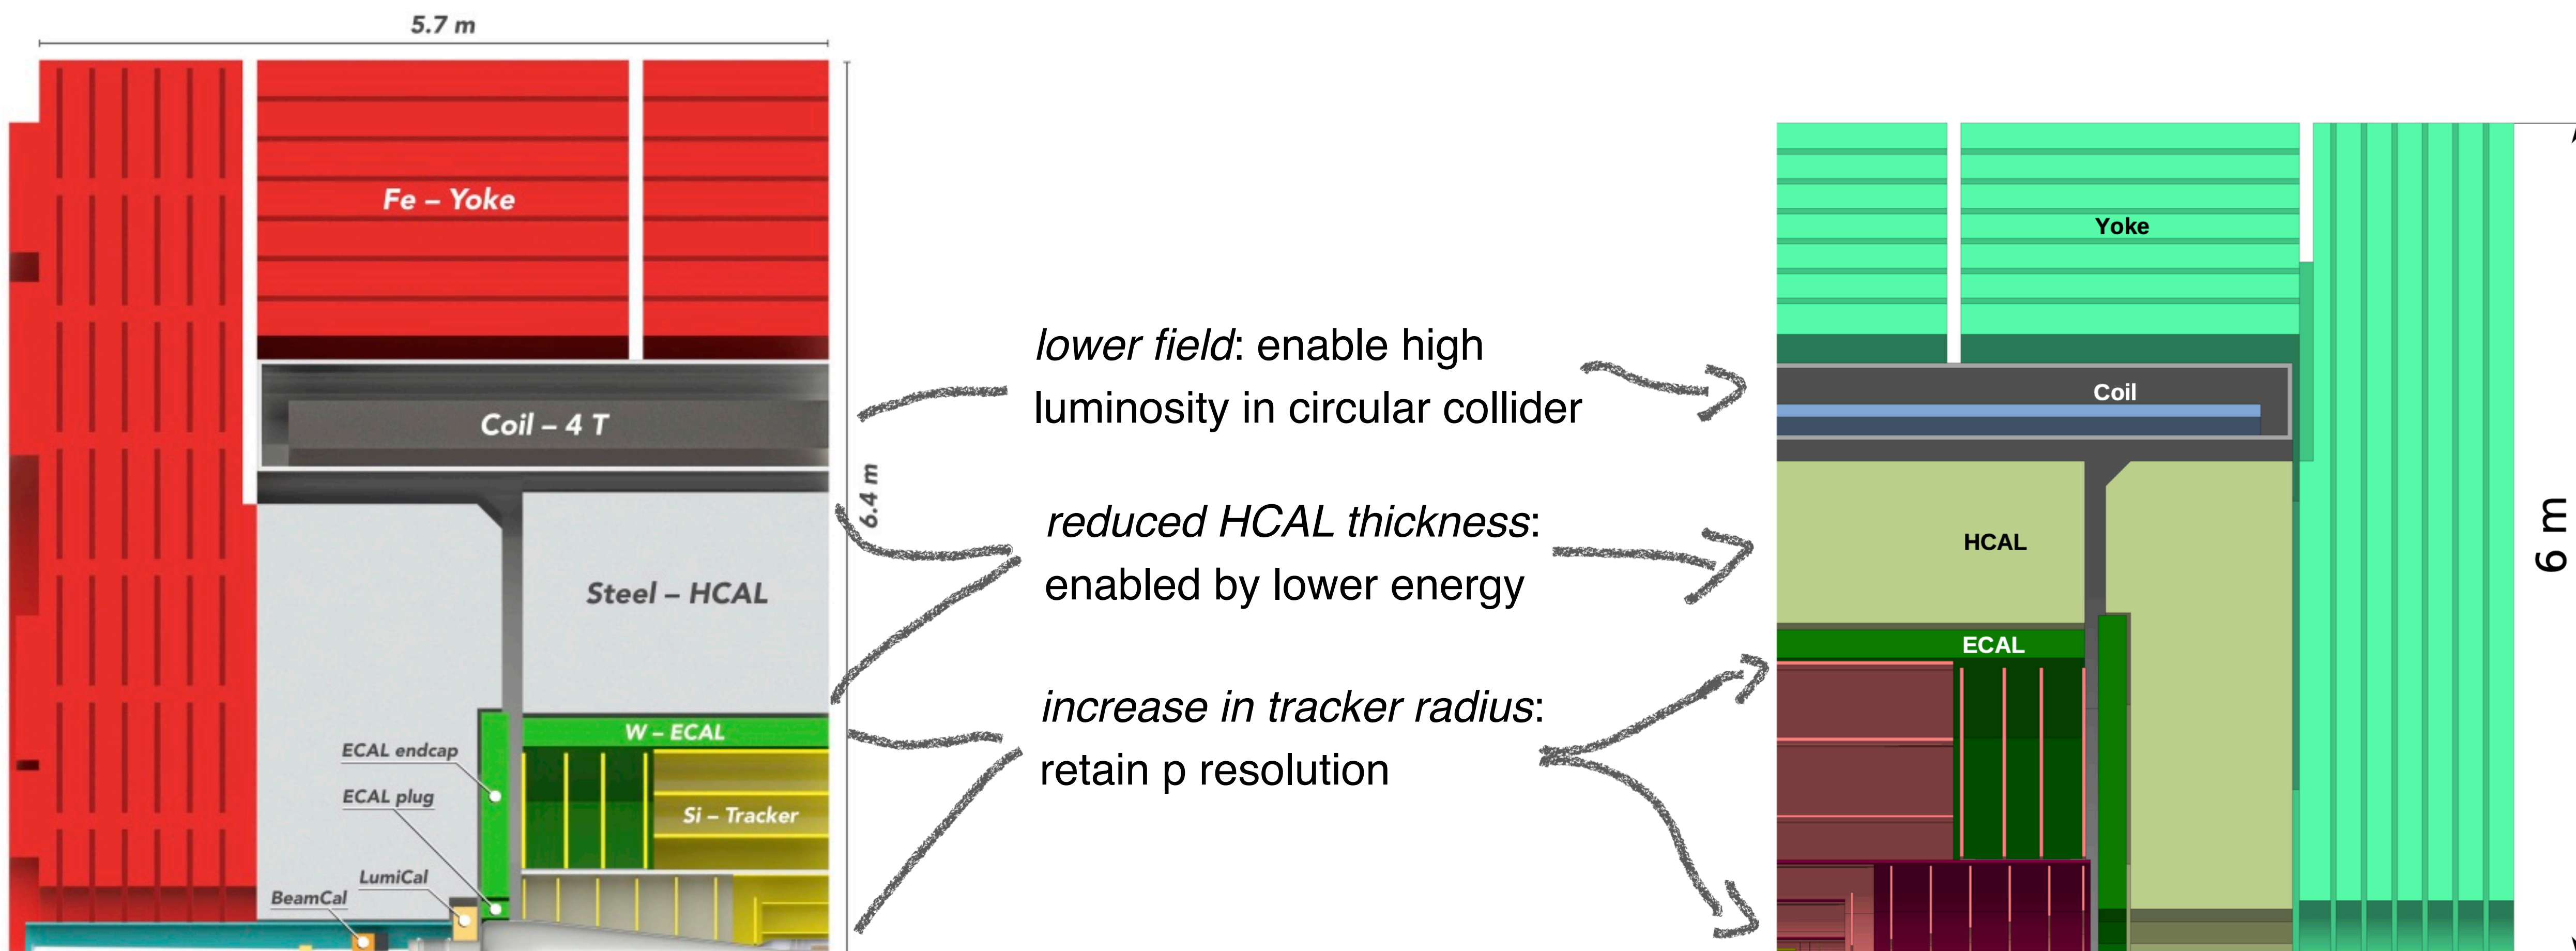 5.7 m
Fe – Yoke
Coil – 4 T
6.4 m
Steel – HCAL
W – ECAL
ECAL endcap
ECAL plug
Si – Tracker
LumiCal
BeamCal
lower field: enable high
luminosity in circular collider
reduced HCAL thickness:
enabled by lower energy
increase in tracker radius:
retain p resolution
Yoke
Coil
HCAL
ECAL
6 m